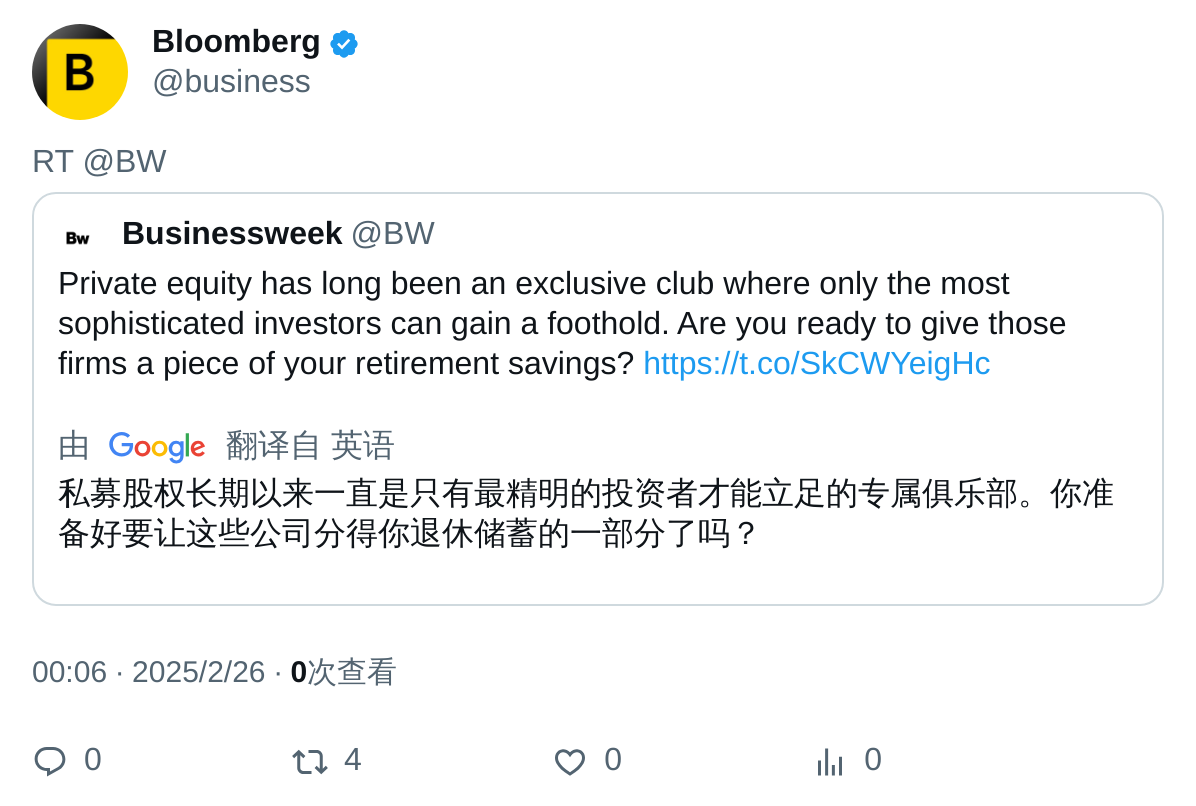 B
Bloomberg
@business
RT @BW
Bw Businessweek @BW
Private equity has long been an exclusive club where only the most
sophisticated investors can gain a foothold. Are you ready to give those
firms a piece of your retirement savings? https://t.co/SkCWYeigHc
由 Google 翻译自 英语
私募股权长期以来一直是只有最精明的投资者才能立足的专属俱乐部。你准
备好要让这些公司分得你退休储蓄的一部分了吗？
00:06 · 2025/2/26 · 0次查看
0 4 0 0